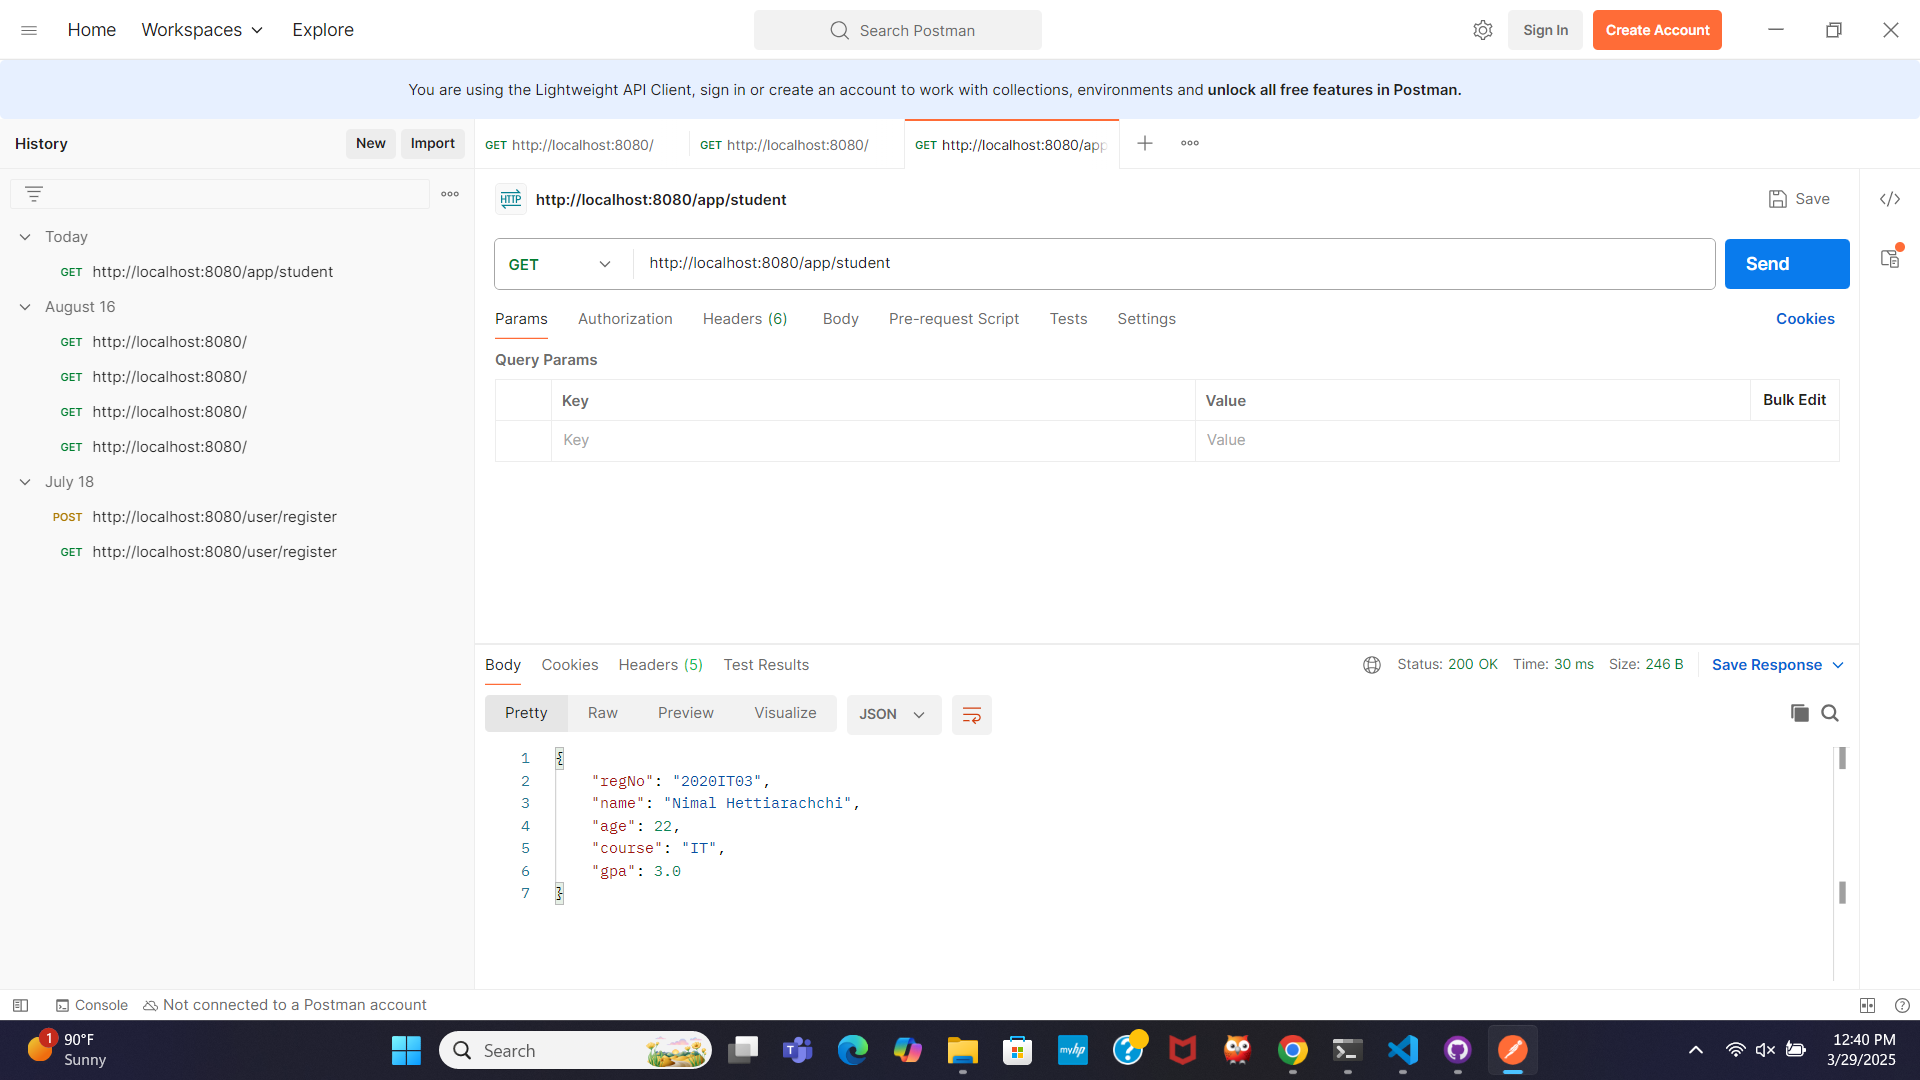 Home Workspaces Explore Search Postman Sign In Create Account
You are using the Lightweight API Client, sign in or create an account to work with collections, environments and unlock all free features in Postman.
History New Import
GET http://localhost:8080/ GET http://localhost:8080/ GET http://localhost:8080/app
HTTP http://localhost:8080/app/student Save
Today
GET http://localhost:8080/app/student
August 16
GET http://localhost:8080/
GET http://localhost:8080/
GET http://localhost:8080/
GET http://localhost:8080/
July 18
POST http://localhost:8080/user/register
GET http://localhost:8080/user/register
GET http://localhost:8080/app/student Send
Params Authorization Headers (6) Body Pre-request Script Tests Settings Cookies
Query Params
Key Value Bulk Edit
Key Value
Body Cookies Headers (5) Test Results Status: 200 OK Time: 30 ms Size: 246 B Save Response
Pretty Raw Preview Visualize JSON
1 {
2 "regNo": "2020IT03",
3 "name": "Nimal Hettiarachchi",
4 "age": 22,
5 "course": "IT",
6 "gpa": 3.0
7 }
Console Not connected to a Postman account
1 90°F
Sunny
Search
myhp
12:40 PM
3/29/2025